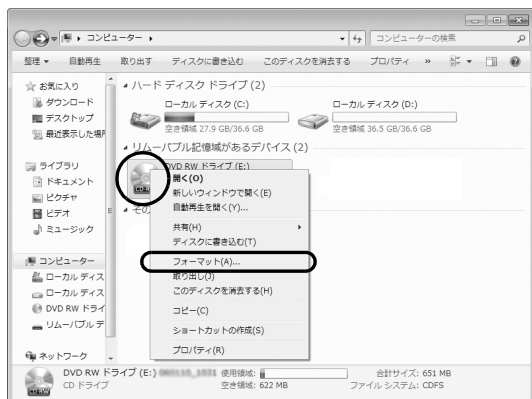 コンピューター
コンピューターの検索
整理 自動再生 取り出す ディスクに書き込む このディスクを消去する プロパティ »
お気に入り
ダウンロード
デスクトップ
最近表示した場所
ライブラリ
ドキュメント
ピクチャ
ビデオ
ミュージック
コンピューター
ローカル ディス
ローカル ディス
DVD RW ドライ
リムーバブル デ
ネットワーク
ハード ディスク ドライブ (2)
ローカル ディスク (C:)
空き領域 27.9 GB/36.6 GB
ローカル ディスク (D:)
空き領域 36.5 GB/36.6 GB
リムーバブル記憶域があるデバイス (2)
DVD RW ドライブ (E:)
CD-R
その
開く(O)
新しいウィンドウで開く(E)
自動再生を開く(Y)...
共有(H)
ディスクに書き込む(T)
フォーマット(A)...
取り出し(J)
このディスクを消去する(H)
コピー(C)
ショートカットの作成(S)
プロパティ(R)
DVD RW ドライブ (E:) 使用領域: 合計サイズ: 651 MB
CD ドライブ 空き領域: 622 MB ファイル システム: CDFS